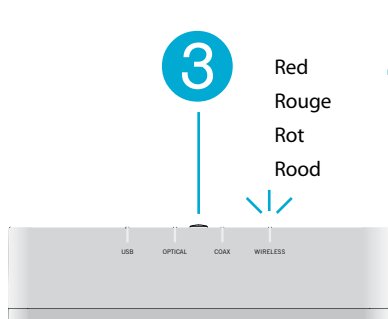 3
Red
Rouge
Rot
Rood
USB OPTICAL COAX WIRELESS